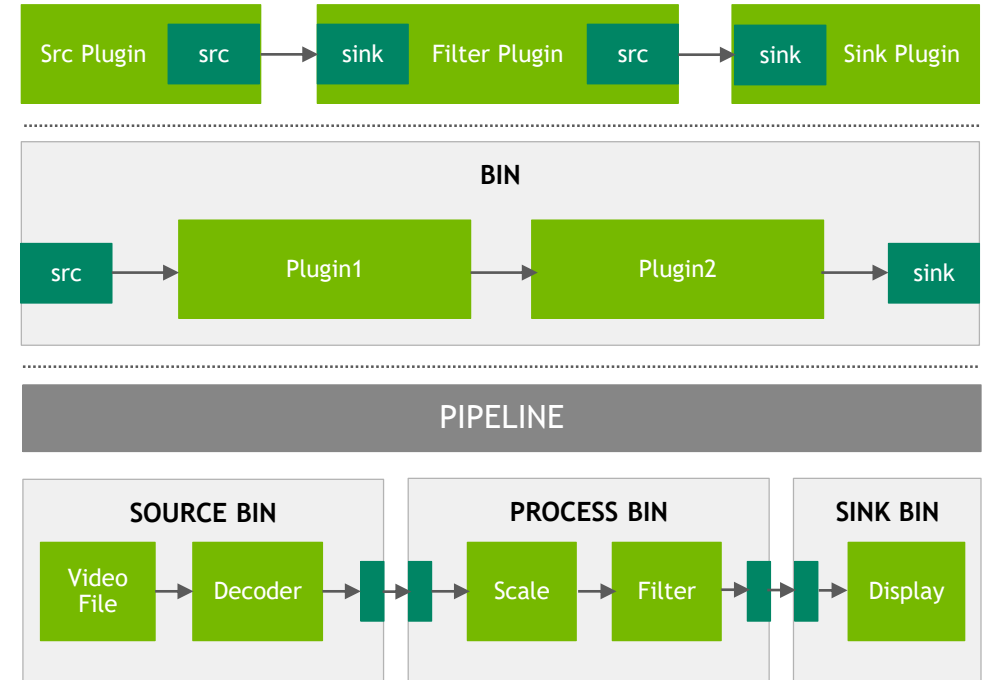 Src Plugin src sink Filter Plugin src sink Sink Plugin
BIN
src Plugin1 Plugin2 sink
PIPELINE
SOURCE BIN PROCESS BIN SINK BIN
Video
File Decoder Scale Filter Display